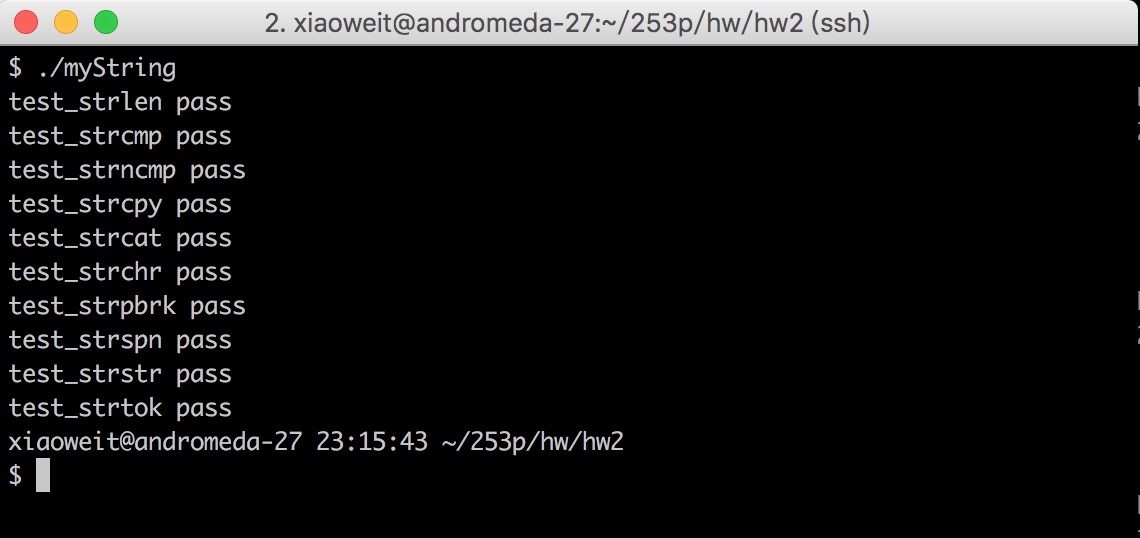 2. xiaoweit@andromeda-27:~/253p/hw/hw2 (ssh)
$ ./myString
test_strlen pass
test_strcmp pass
test_strncmp pass
test_strcpy pass
test_strcat pass
test_strchr pass
test_strpbrk pass
test_strspn pass
test_strstr pass
test_strtok pass
xiaoweit@andromeda-27 23:15:43 ~/253p/hw/hw2
$